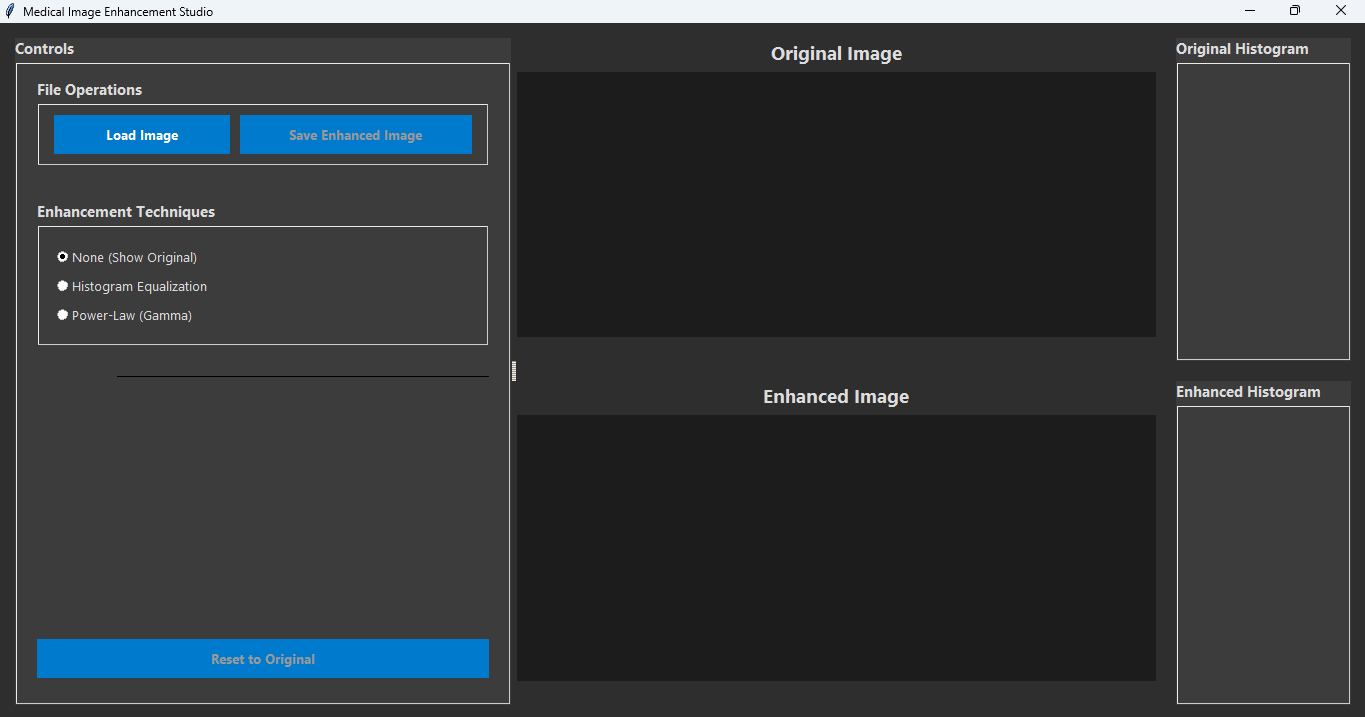 Medical Image Enhancement Studio
Controls
File Operations
Load Image
Save Enhanced Image
Enhancement Techniques
None (Show Original)
Histogram Equalization
Power-Law (Gamma)
Reset to Original
Original Image
Enhanced Image
Original Histogram
Enhanced Histogram